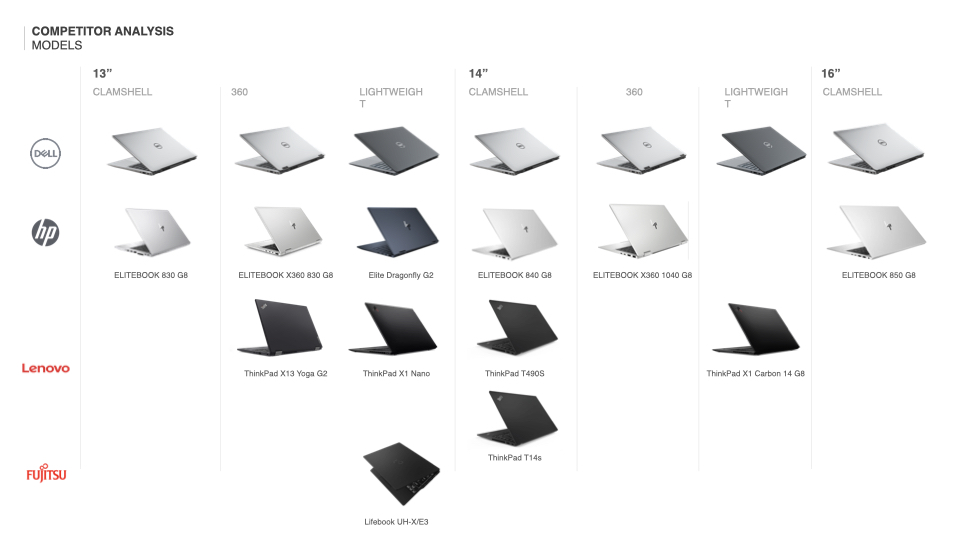 COMPETITOR ANALYSIS
MODELS
13”
14”
16”
CLAMSHELL
360
LIGHTWEIGH
T
CLAMSHELL
360
LIGHTWEIGH
T
CLAMSHELL
DELL
hp
ELITEBOOK 830 G8
ELITEBOOK X360 830 G8
Elite Dragonfly G2
ELITEBOOK 840 G8
ELITEBOOK X360 1040 G8
ELITEBOOK 850 G8
Lenovo
ThinkPad X13 Yoga G2
ThinkPad X1 Nano
ThinkPad T490S
ThinkPad X1 Carbon 14 G8
ThinkPad T14s
FUJITSU
Lifebook UH-X/E3